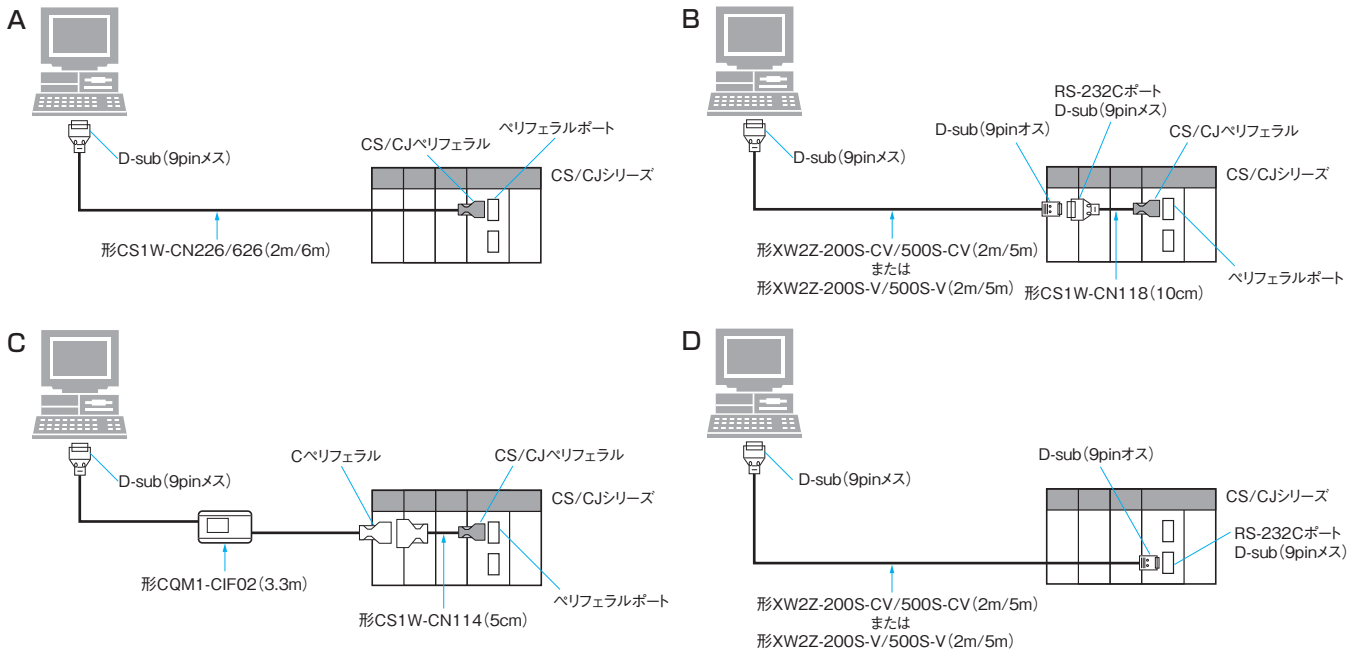 A
D-sub（9pinメス）
CS/CJペリフェラル
ペリフェラルポート
CS/CJシリーズ
形CS1W-CN226/626（2m/6m）
B
D-sub（9pinメス）
D-sub（9pinオス）
RS-232Cポート
D-sub（9pinメス）
CS/CJペリフェラル
CS/CJシリーズ
形XW2Z-200S-CV/500S-CV（2m/5m）
または
形XW2Z-200S-V/500S-V（2m/5m）
形CS1W-CN118（10cm）
ペリフェラルポート
C
D-sub（9pinメス）
Cペリフェラル
CS/CJペリフェラル
CS/CJシリーズ
形CQM1-CIF02（3.3m）
形CS1W-CN114（5cm）
ペリフェラルポート
D
D-sub（9pinメス）
D-sub（9pinオス）
CS/CJシリーズ
RS-232Cポート
D-sub（9pinメス）
形XW2Z-200S-CV/500S-CV（2m/5m）
または
形XW2Z-200S-V/500S-V（2m/5m）